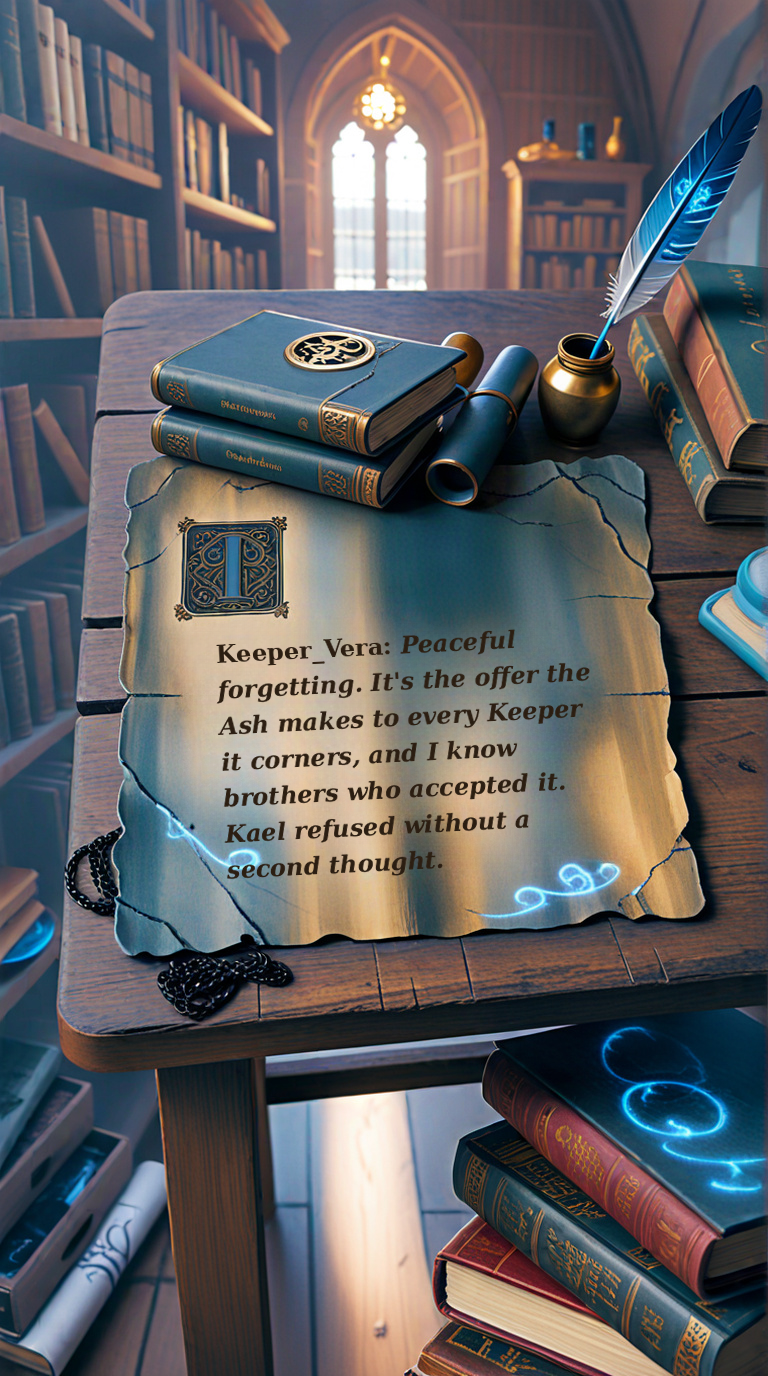 Keeper_Vera: Peaceful
forgetting. It's the offer the
Ash makes to every Keeper
it corners, and I know
brothers who accepted it.
Kael refused without a
second thought.